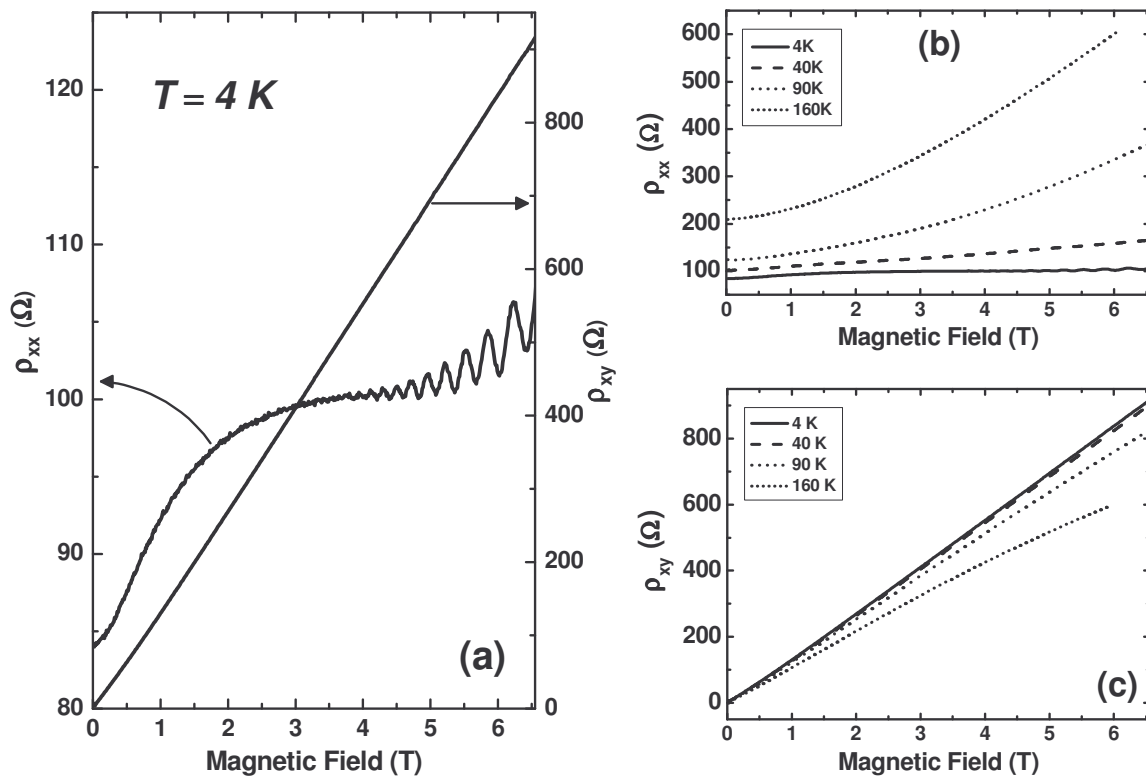 T = 4 K
(a)
ρxx (Ω)
80
90
100
110
120
ρxy (Ω)
0
200
400
600
800
0 1 2 3 4 5 6
Magnetic Field (T)
(b)
4K
40K
90K
160K
ρxx (Ω)
600
500
400
300
200
100
0 1 2 3 4 5 6
Magnetic Field (T)
4 K
40 K
90 K
160 K
ρxy (Ω)
800
600
400
200
0
(c)
0 1 2 3 4 5 6
Magnetic Field (T)